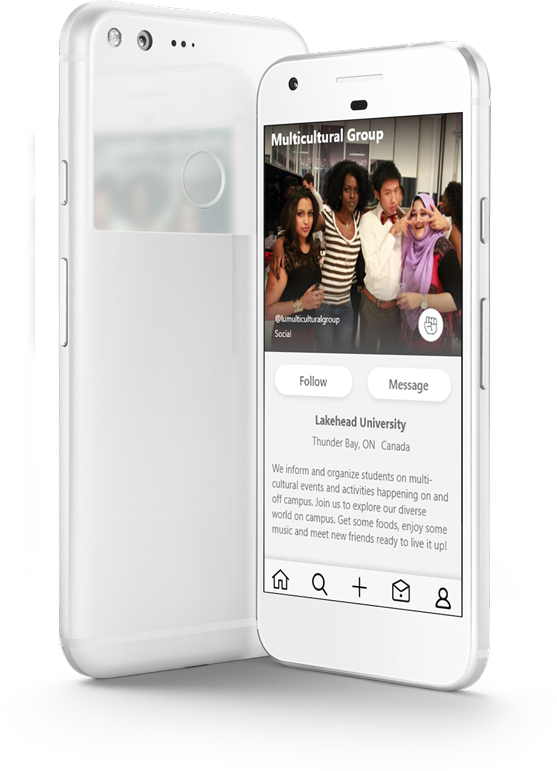 Multicultural Group
@lumulticulturalgroup
Social
Follow
Message
Lakehead University
Thunder Bay, ON Canada
We inform and organize students on multi-
cultural events and activities happening on and
off campus. Join us to explore our diverse
world on campus. Get some foods, enjoy some
music and meet new friends ready to live it up!